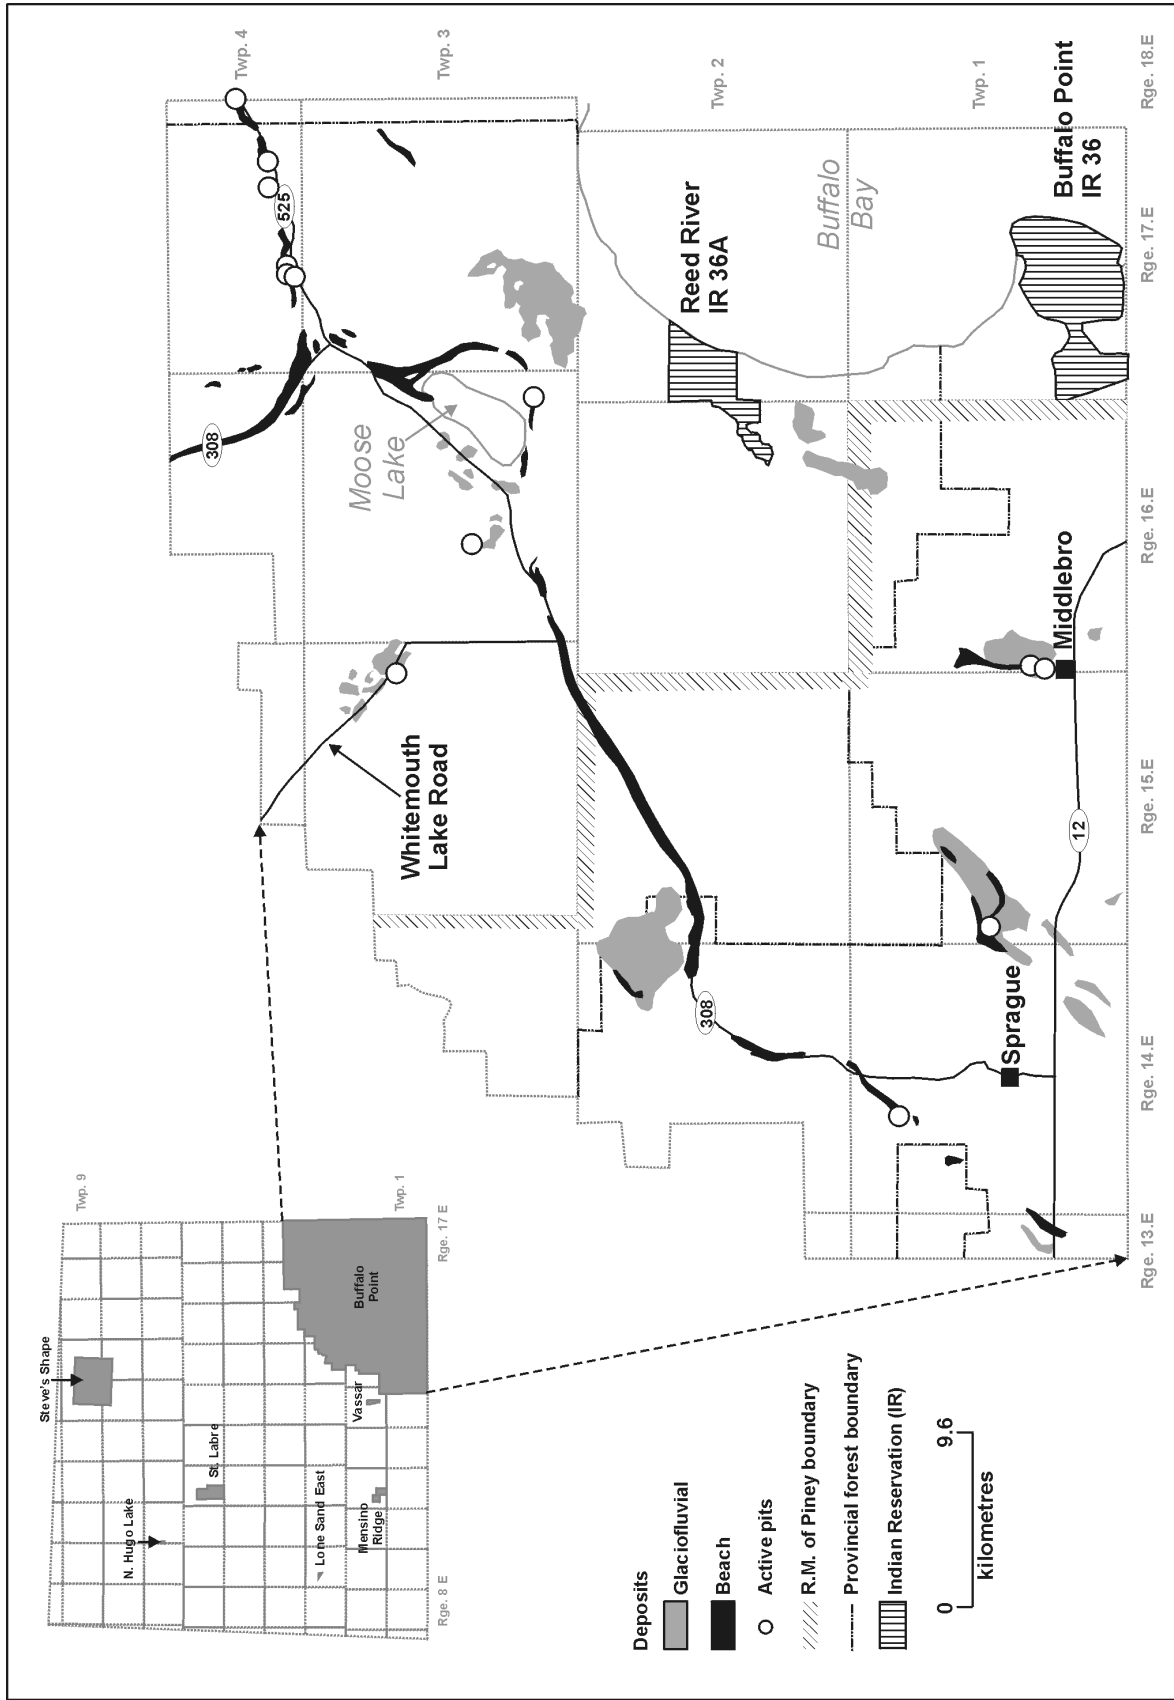 Steve's Shape
N. Hugo Lake
St. Labre
Lone Sand East
Mensino
Ridge
Vassar
Buffalo
Point
Twp. 9
Twp. 1
Rge. 8 E
Rge. 17 E
Deposits
Glaciofluvial
Beach
Active pits
R.M. of Piney boundary
Provincial forest boundary
Indian Reservation (IR)
0
9.6
kilometres
Twp. 4
Twp. 3
Twp. 2
Twp. 1
308
525
Moose
Lake
Whitemouth
Lake Road
Reed River
IR 36A
Buffalo
Bay
Buffalo Point
IR 36
308
Sprague
12
Middlebro
Rge. 13.E
Rge. 14.E
Rge. 15.E
Rge. 16.E
Rge. 17.E
Rge. 18.E